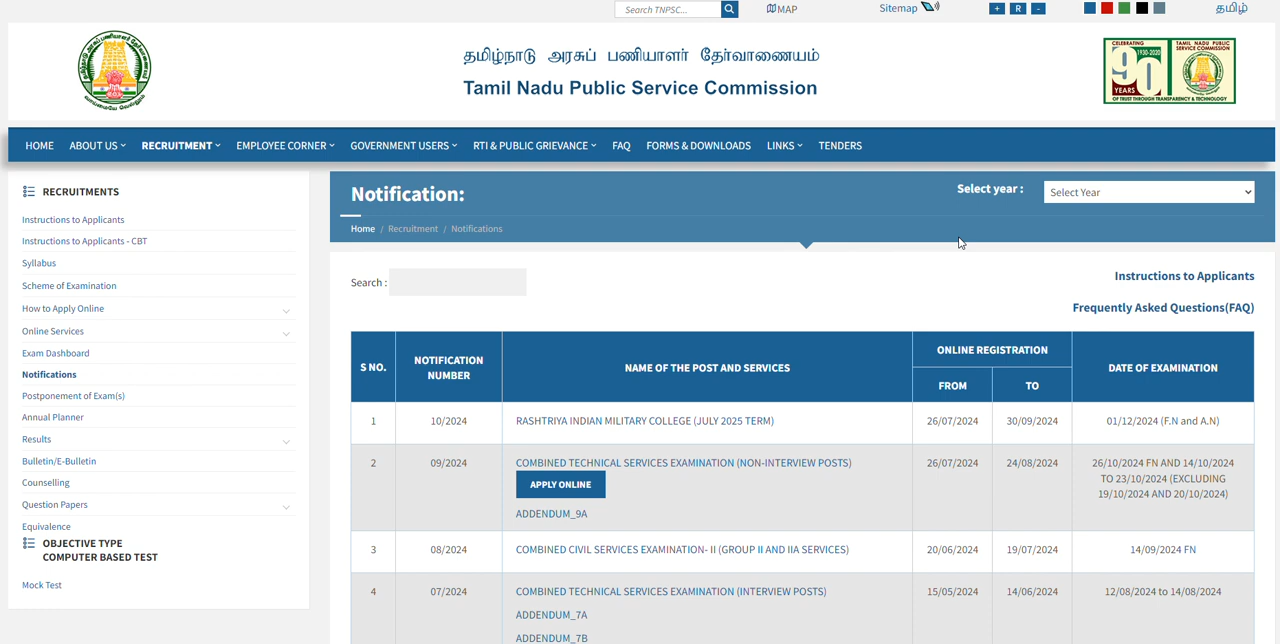 Search TNPSC...
MAP
Sitemap
+ R -
தமிழ்
தமிழ்நாடு அரசுப் பணியாளர் தேர்வாணையம்
Tamil Nadu Public Service Commission
CELEBRATING
90
1930-2020
YEARS
TAMIL NADU PUBLIC
SERVICE COMMISSION
OF TRUST THROUGH TRANSPARENCY & TECHNOLOGY
HOME ABOUT US RECRUITMENT EMPLOYEE CORNER GOVERNMENT USERS RTI & PUBLIC GRIEVANCE FAQ FORMS & DOWNLOADS LINKS TENDERS
RECRUITMENTS
Instructions to Applicants
Instructions to Applicants - CBT
Syllabus
Scheme of Examination
How to Apply Online
Online Services
Exam Dashboard
Notifications
Postponement of Exam(s)
Annual Planner
Results
Bulletin/E-Bulletin
Counselling
Question Papers
Equivalence
OBJECTIVE TYPE
COMPUTER BASED TEST
Mock Test
Notification:
Select year :
Select Year
Home / Recruitment / Notifications
Search :
Instructions to Applicants
Frequently Asked Questions(FAQ)
S NO.
NOTIFICATION
NUMBER
NAME OF THE POST AND SERVICES
ONLINE REGISTRATION
FROM
TO
DATE OF EXAMINATION
1 10/2024 RASHTRIYA INDIAN MILITARY COLLEGE (JULY 2025 TERM) 26/07/2024 30/09/2024 01/12/2024 (F.N and A.N)
2 09/2024 COMBINED TECHNICAL SERVICES EXAMINATION (NON-INTERVIEW POSTS) 26/07/2024 24/08/2024 26/10/2024 FN AND 14/10/2024
APPLY ONLINE TO 23/10/2024 (EXCLUDING
19/10/2024 AND 20/10/2024)
ADDENDUM_9A
3 08/2024 COMBINED CIVIL SERVICES EXAMINATION- II (GROUP II AND IIA SERVICES) 20/06/2024 19/07/2024 14/09/2024 FN
4 07/2024 COMBINED TECHNICAL SERVICES EXAMINATION (INTERVIEW POSTS) 15/05/2024 14/06/2024 12/08/2024 to 14/08/2024
ADDENDUM_7A
ADDENDUM_7B